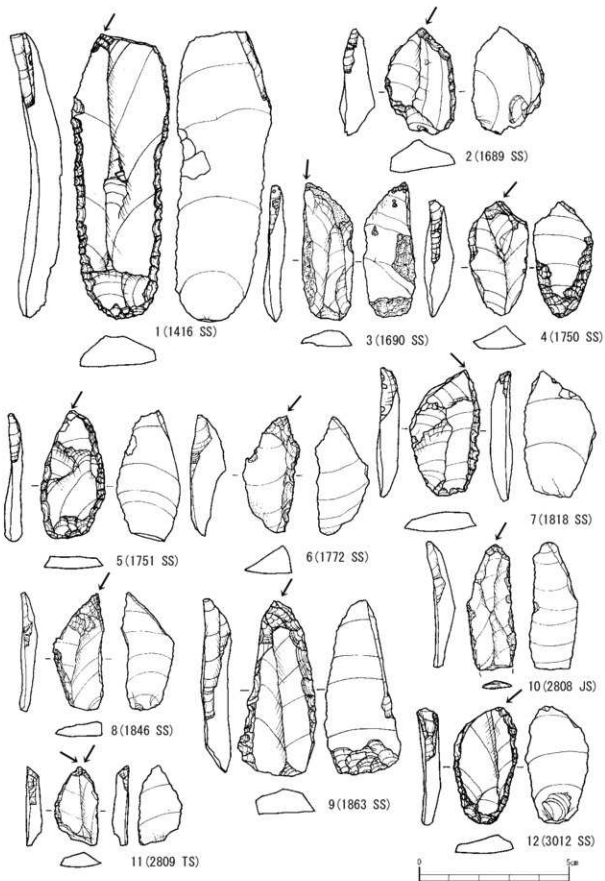 1(1416 SS)
2(1689 SS)
3(1690 SS)
4(1750 SS)
5(1751 SS)
6(1772 SS)
7(1818 SS)
8(1846 SS)
9(1863 SS)
10(2808 JS)
11(2809 TS)
12(3012 SS)
0 5cm